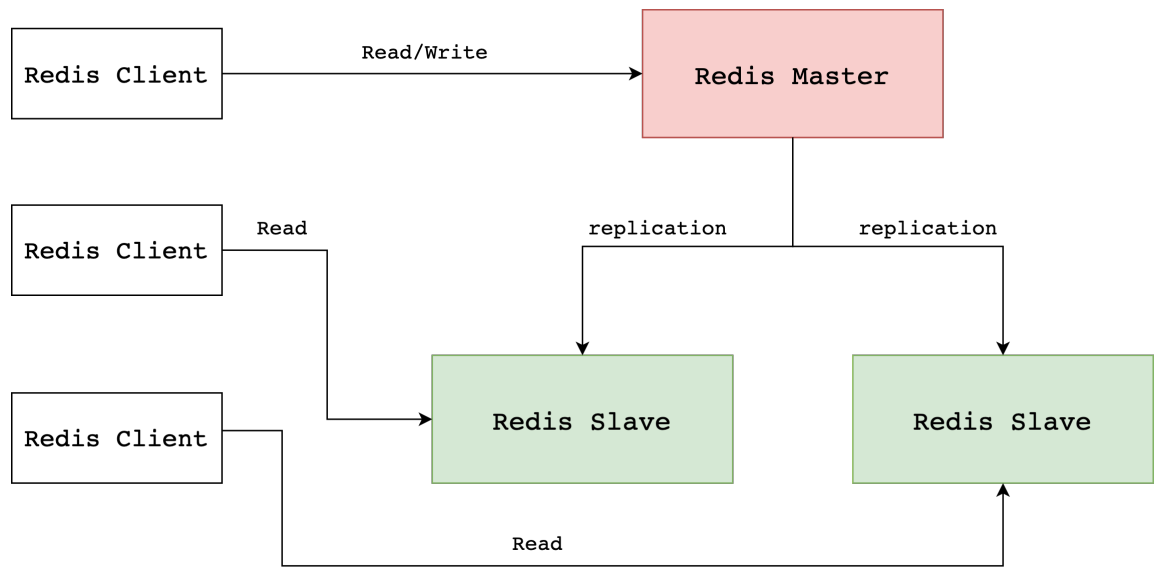 Redis Client
Read/Write
Redis Master
Redis Client
Read
replication
replication
Redis Client
Redis Slave
Redis Slave
Read